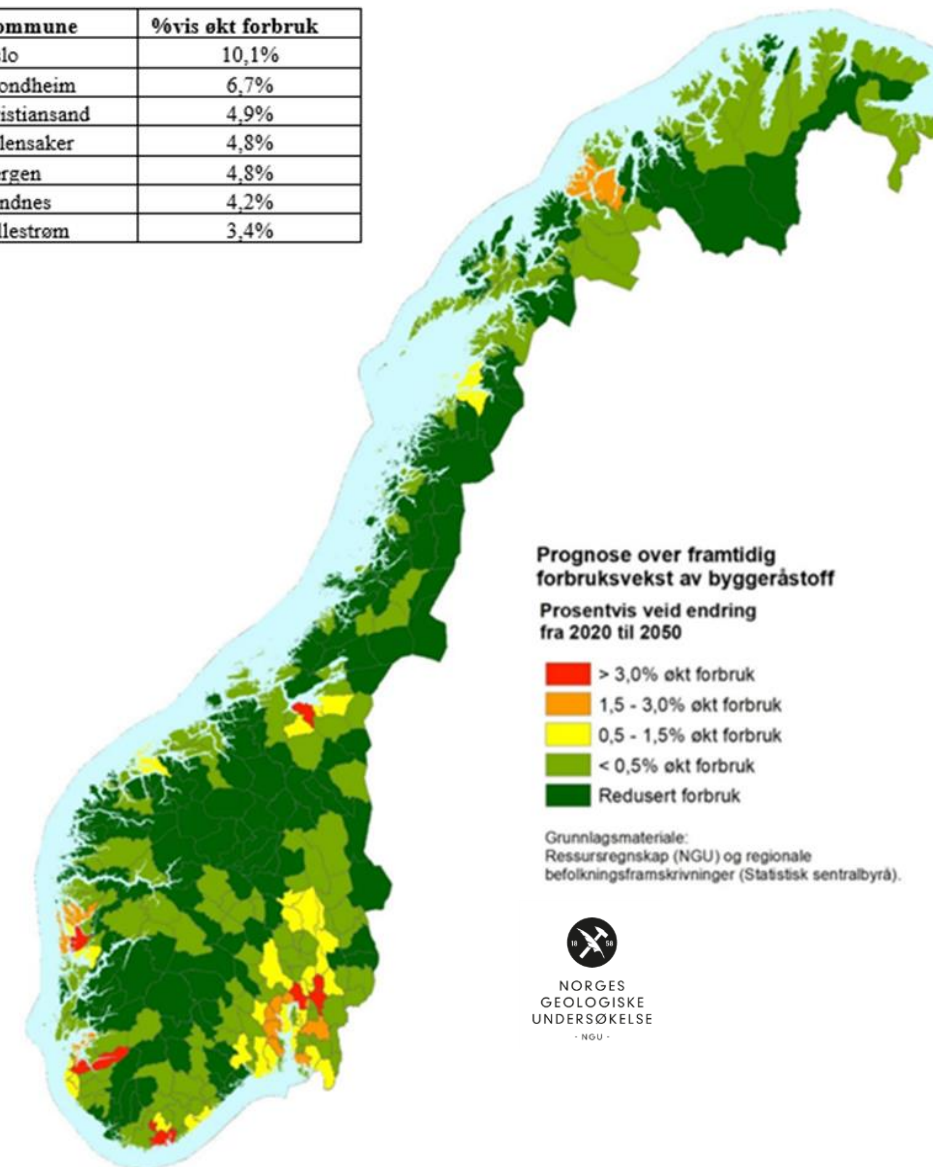 ommune %vis økt forbruk
slo 10,1%
ondheim 6,7%
istiansand 4,9%
lensaker 4,8%
ergen 4,8%
ndnes 4,2%
llestrøm 3,4%
Prognose over framtidig
forbruksvekst av byggeråstoff
Prosentvis veid endring
fra 2020 til 2050
> 3,0% økt forbruk
1,5 - 3,0% økt forbruk
0,5 - 1,5% økt forbruk
< 0,5% økt forbruk
Redusert forbruk
Grunnlagsmateriale:
Ressursregnskap (NGU) og regionale
befolkningsframskrivninger (Statistisk sentralbyrå).
18 58
NORGES
GEOLOGISKE
UNDERSØKELSE
- NGU -